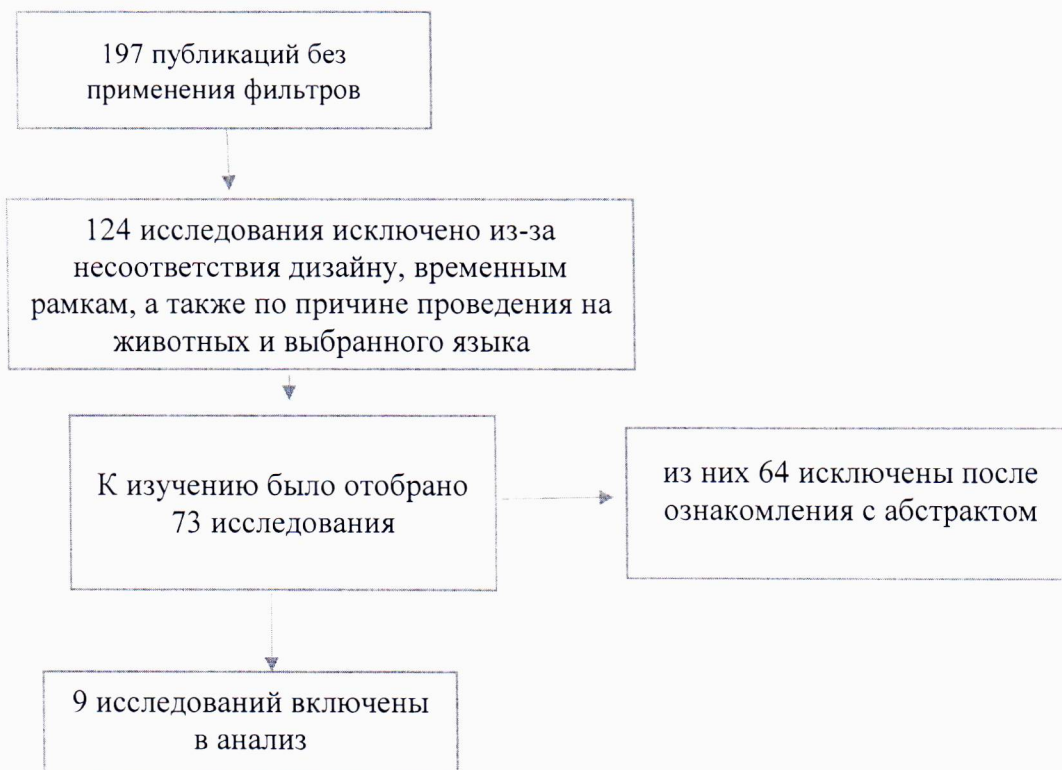 197 публикаций без
применения фильтров
124 исследования исключено из-за
несоответствия дизайну, временным
рамкам, а также по причине проведения на
животных и выбранного языка
К изучению было отобрано
73 исследования
из них 64 исключены после
ознакомления с абстрактом
9 исследований включены
в анализ